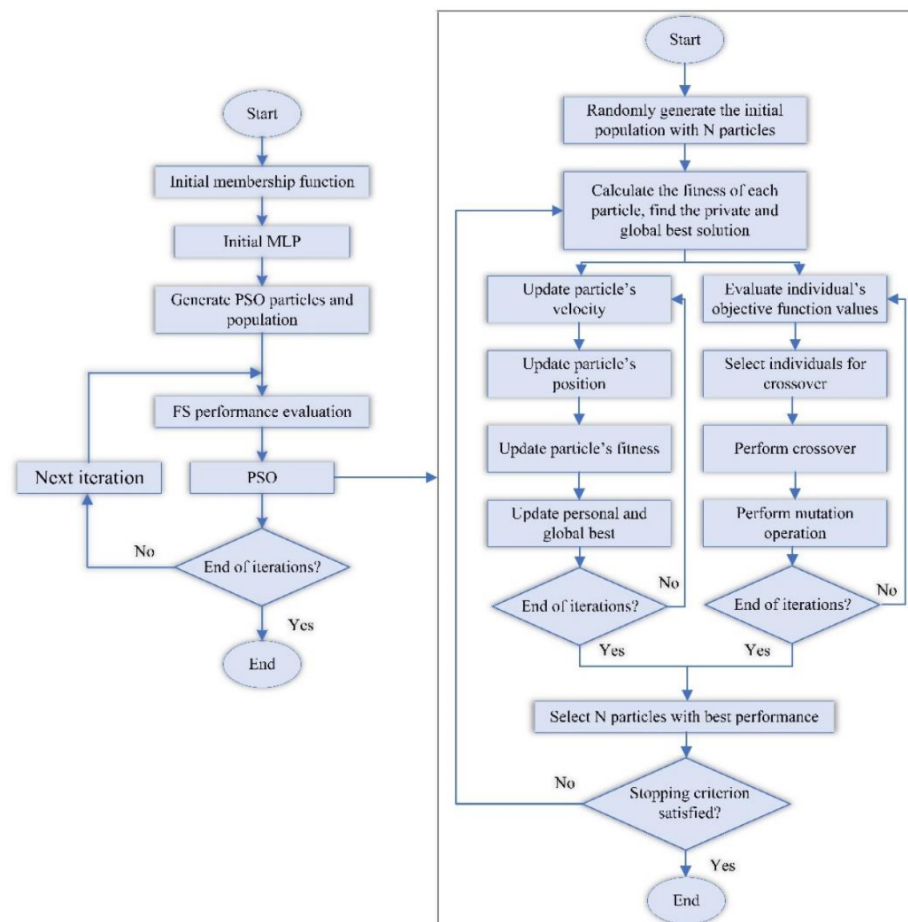 Start
Initial membership function
Initial MLP
Generate PSO particles and
population
FS performance evaluation
Next iteration
PSO
No
End of iterations?
Yes
End
Start
Randomly generate the initial
population with N particles
Calculate the fitness of each
particle, find the private and
global best solution
Update particle's
velocity
Update particle's
position
Update particle's fitness
Update personal and
global best
No
End of iterations?
Yes
Evaluate individual's
objective function values
Select individuals for
crossover
Perform crossover
Perform mutation
operation
No
End of iterations?
Yes
Select N particles with best performance
No
Stopping criterion
satisfied?
Yes
End